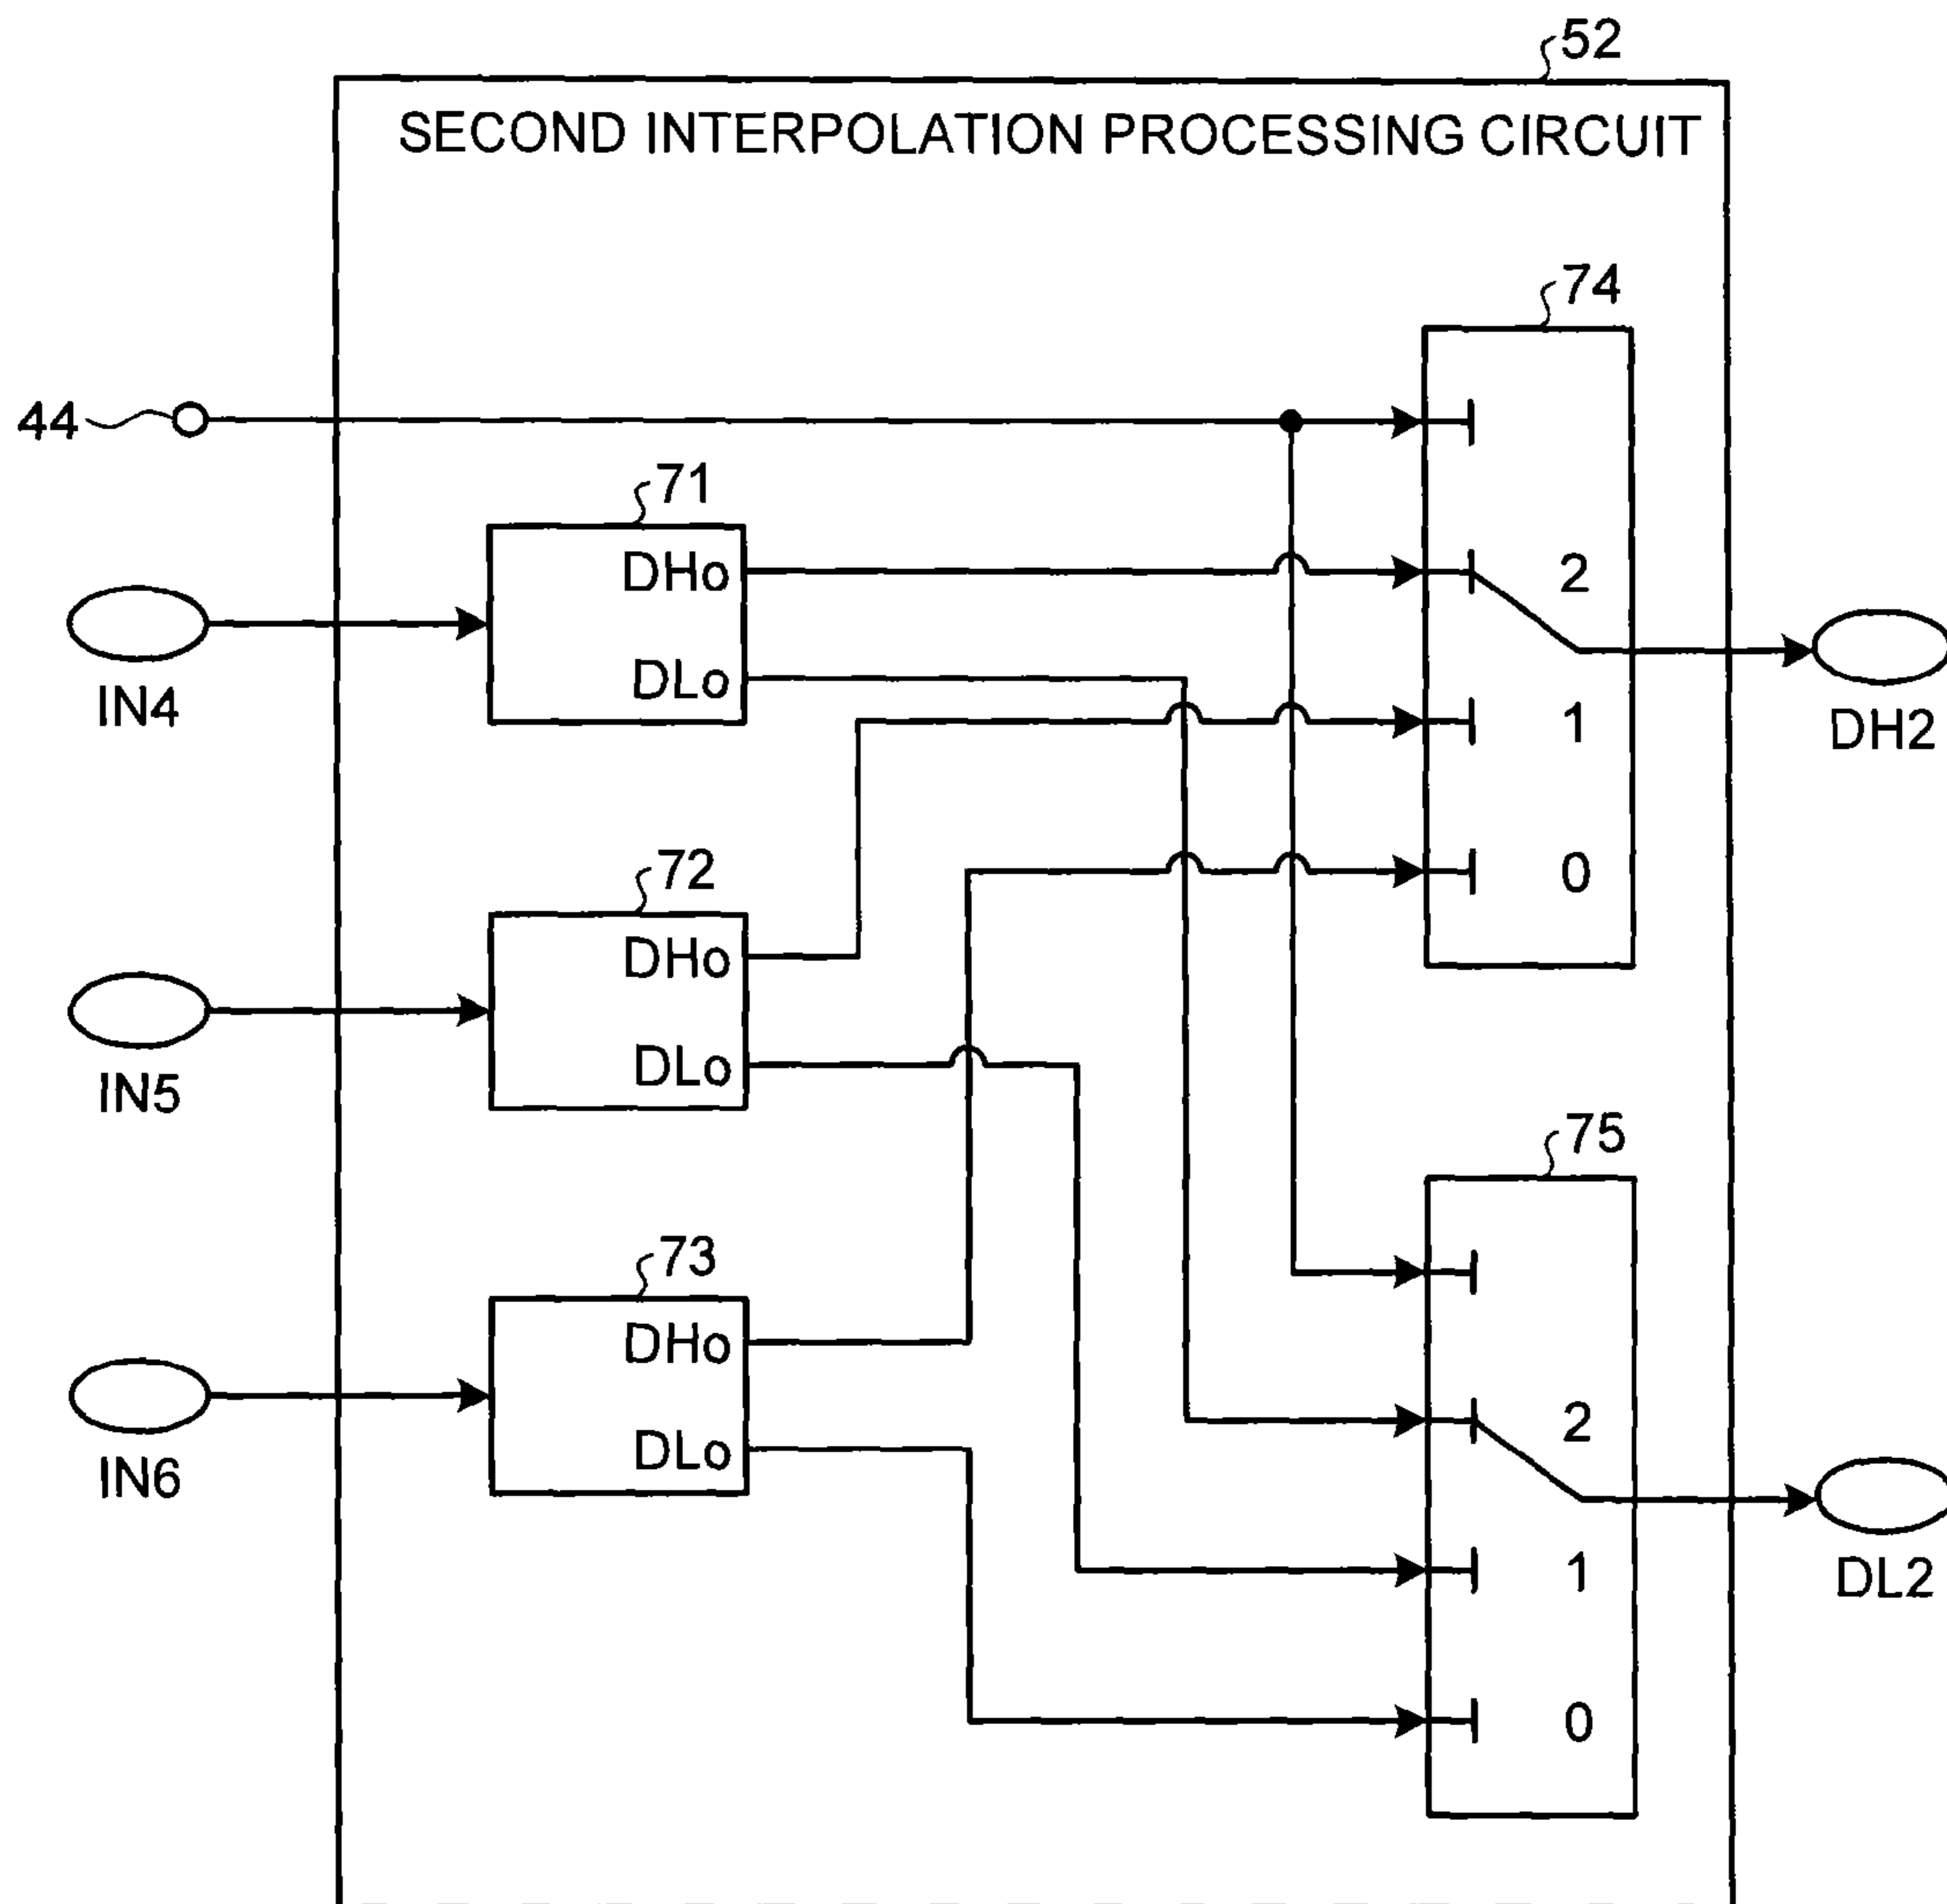 52
SECOND INTERPOLATION PROCESSING CIRCUIT
74
44
71
DHo
2
IN4
DLo
1
DH2
72
0
DHo
IN5
DLo
75
73
DHo
2
IN6
DLo
1
DL2
0